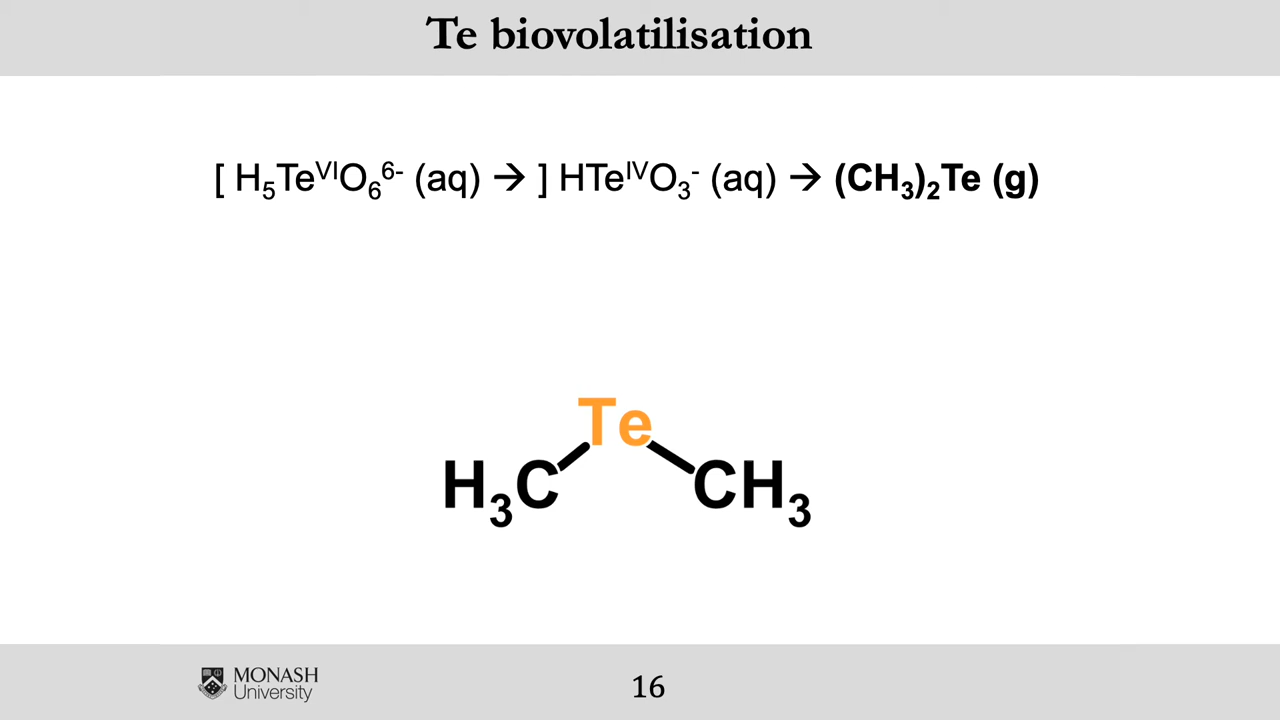 Te biovolatilisation
[ H₅TeⱽᴵO₆⁶⁻ (aq) → ] HTeᴵⱽO₃⁻ (aq) → (CH₃)₂Te (g)
Te
H₃C CH₃
MONASH
University
16